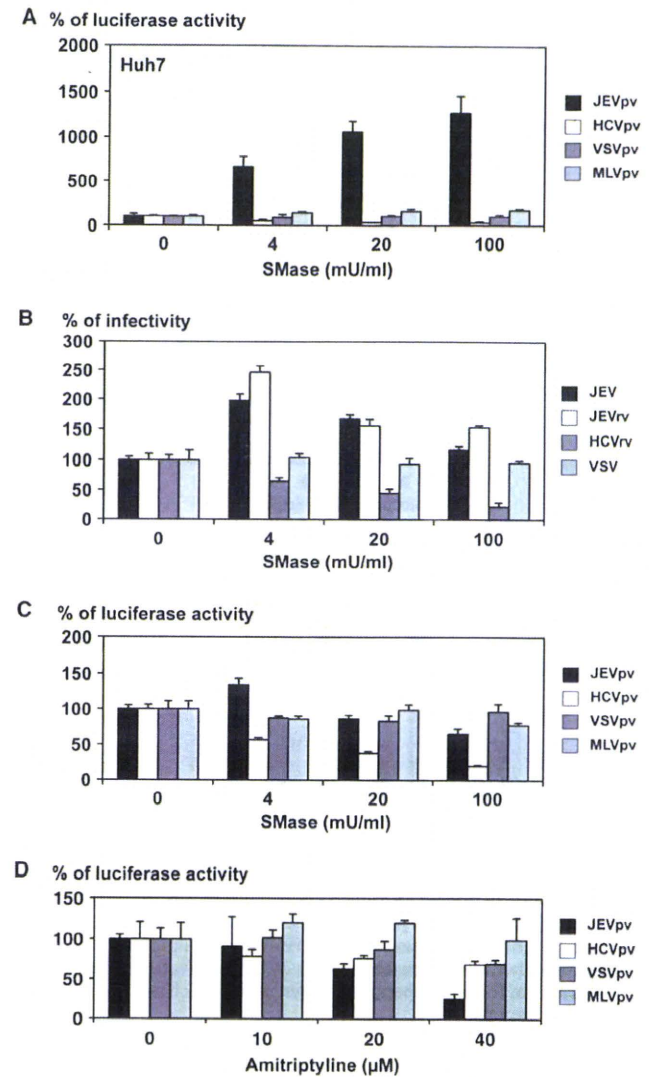 A % of luciferase activity
2000
Huh7
1500
1000
500
0
JEVpv
HCVpv
VSVpv
MLVpv
0 4 20 100
SMase (mU/ml)
B % of infectivity
300
250
200
150
100
50
0
JEV
JEVrv
HCVrv
VSV
0 4 20 100
SMase (mU/ml)
C % of luciferase activity
200
150
100
50
0
JEVpv
HCVpv
VSVpv
MLVpv
0 4 20 100
SMase (mU/ml)
D % of luciferase activity
150
100
50
0
JEVpv
HCVpv
VSVpv
MLVpv
0 10 20 40
Amitriptyline (µM)